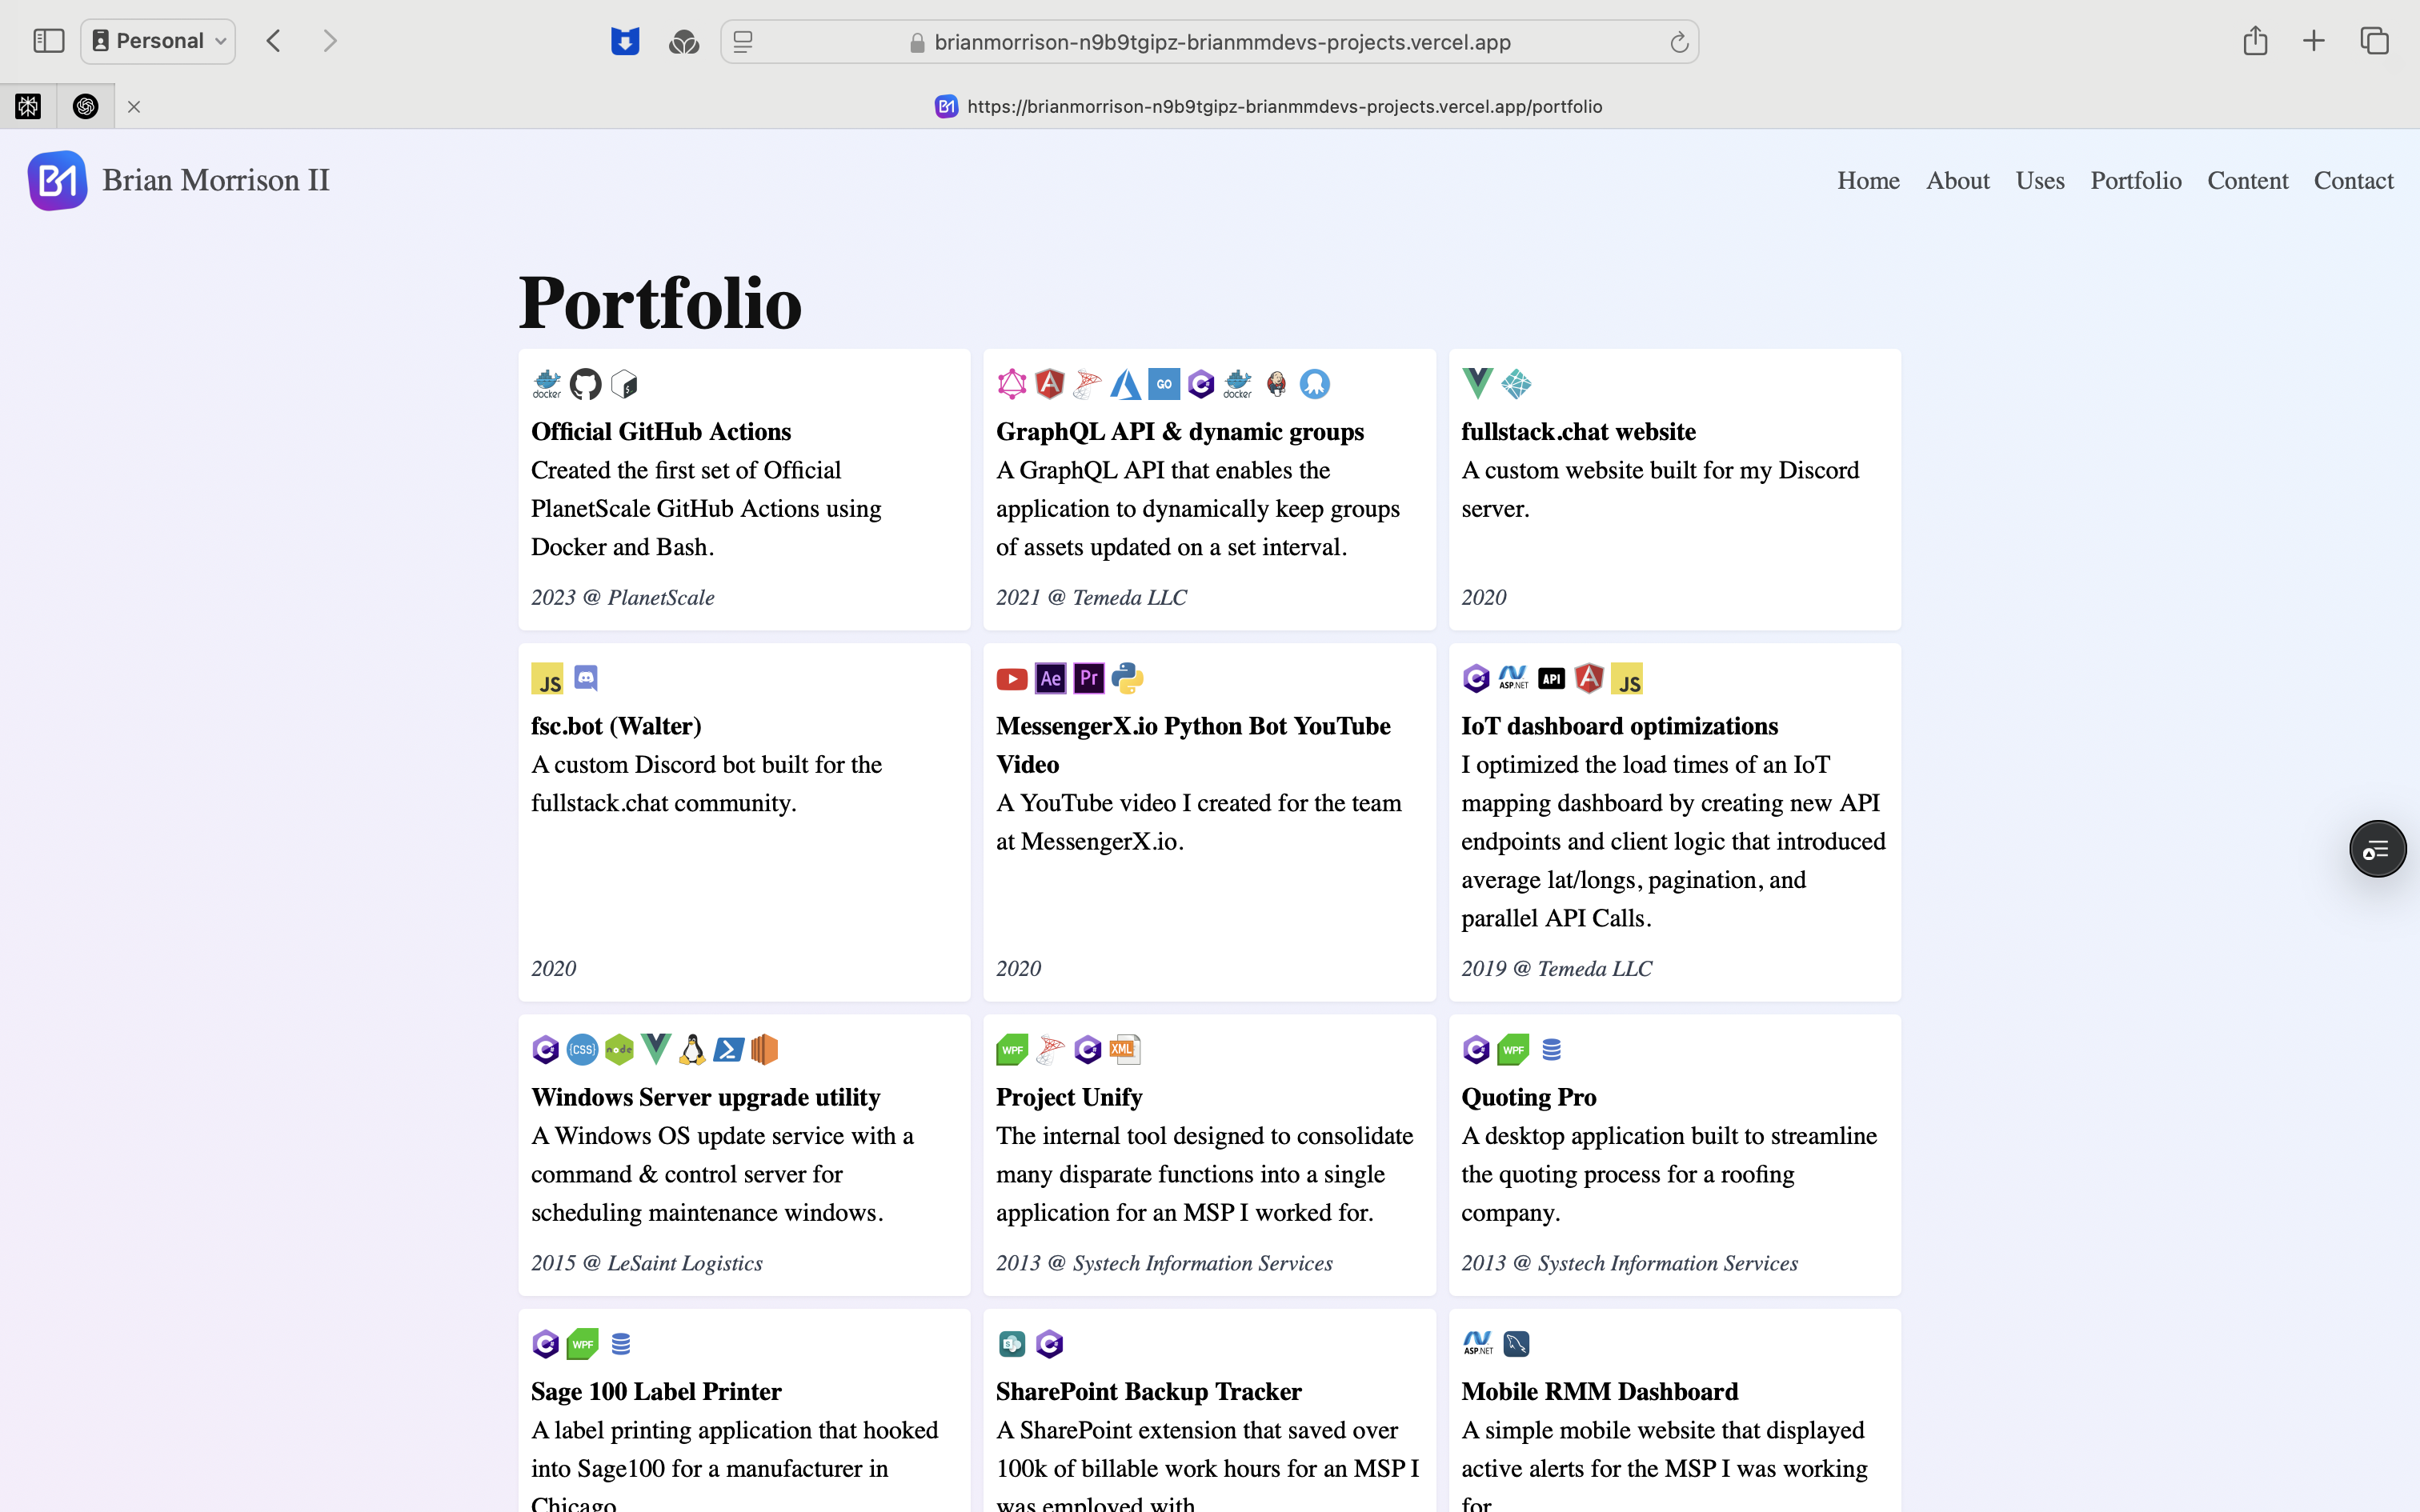 Personal
brianmorrison-n9b9tgipz-brianmmdevs-projects.vercel.app
https://brianmorrison-n9b9tgipz-brianmmdevs-projects.vercel.app/portfolio
Brian Morrison II
Home About Uses Portfolio Content Contact
Portfolio
docker
Official GitHub Actions
Created the first set of Official
PlanetScale GitHub Actions using
Docker and Bash.
2023 @ PlanetScale
GO docker
GraphQL API & dynamic groups
A GraphQL API that enables the
application to dynamically keep groups
of assets updated on a set interval.
2021 @ Temeda LLC
fullstack.chat website
A custom website built for my Discord
server.
2020
JS
fsc.bot (Walter)
A custom Discord bot built for the
fullstack.chat community.
2020
Ae Pr
MessengerX.io Python Bot YouTube
Video
A YouTube video I created for the team
at MessengerX.io.
2020
ASP.NET API JS
IoT dashboard optimizations
I optimized the load times of an IoT
mapping dashboard by creating new API
endpoints and client logic that introduced
average lat/longs, pagination, and
parallel API Calls.
2019 @ Temeda LLC
{CSS} node
Windows Server upgrade utility
A Windows OS update service with a
command & control server for
scheduling maintenance windows.
2015 @ LeSaint Logistics
WPF XML
Project Unify
The internal tool designed to consolidate
many disparate functions into a single
application for an MSP I worked for.
2013 @ Systech Information Services
WPF
Quoting Pro
A desktop application built to streamline
the quoting process for a roofing
company.
2013 @ Systech Information Services
WPF
Sage 100 Label Printer
A label printing application that hooked
into Sage100 for a manufacturer in
Chicago
SharePoint Backup Tracker
A SharePoint extension that saved over
100k of billable work hours for an MSP I
was employed with
ASP.NET
Mobile RMM Dashboard
A simple mobile website that displayed
active alerts for the MSP I was working
for